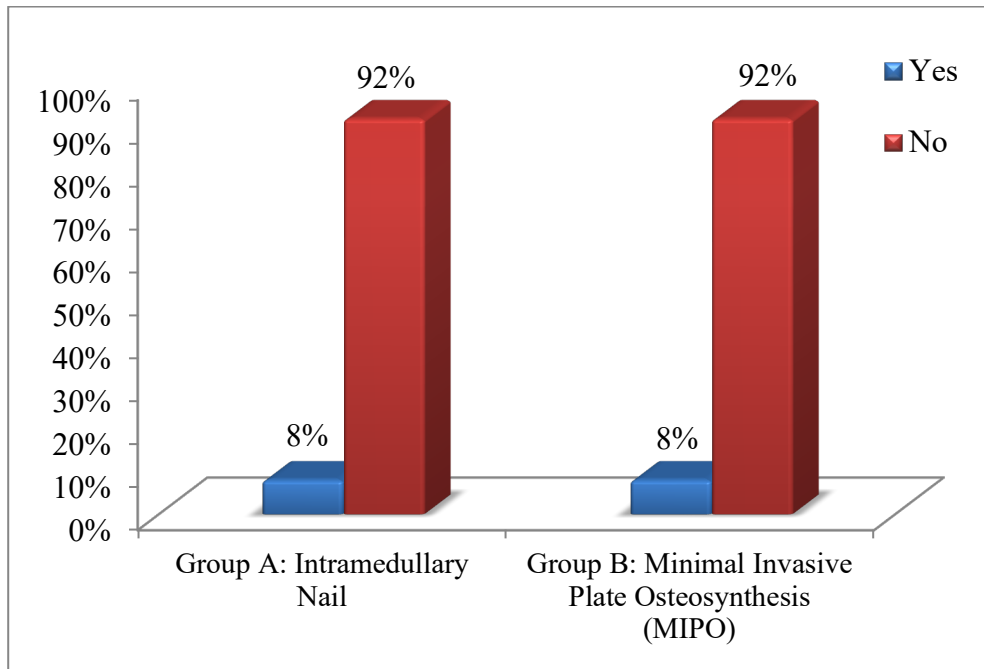 92%
92%
Yes
No
100%
90%
80%
70%
60%
50%
40%
30%
20%
10%
0%
8%
8%
Group A: Intramedullary
Nail
Group B: Minimal Invasive
Plate Osteosynthesis
(MIPO)